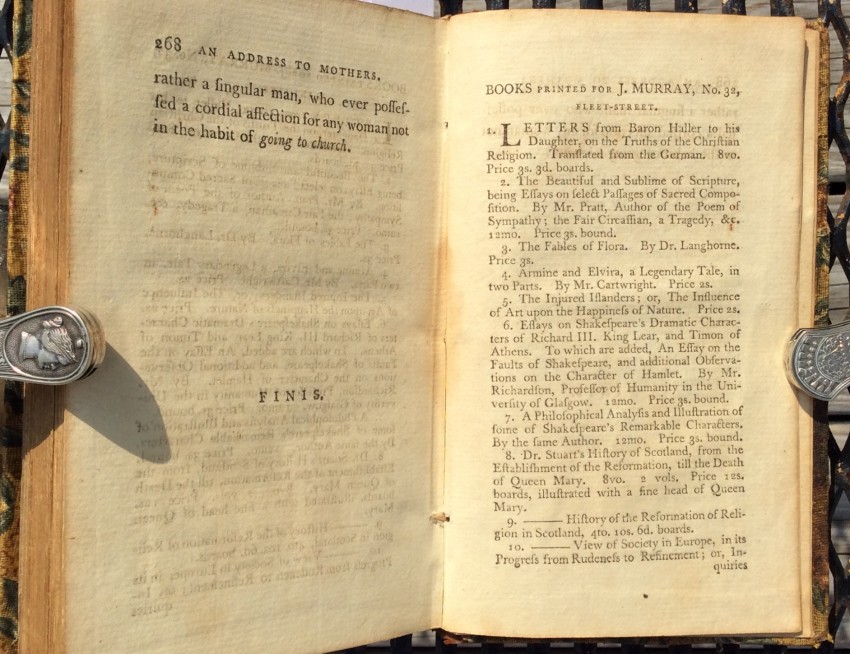 268 AN ADDRESS TO MOTHERS.
rather a ſingular man, who ever poſſeſ-
ſed a cordial affection for any woman not
in the habit of going to church.
FINIS.
BOOKS PRINTED FOR J. MURRAY, No. 32,
FLEET-STREET.
1. LETTERS from Baron Haller to his
Daughter, on the Truths of the Chriſtian
Religion. Tranſlated from the German. 8vo.
Price 3s. 3d. boards.
2. The Beautiful and Sublime of Scripture,
being Eſſays on ſelect Paſſages of Sacred Compo-
ſition. By Mr. Pratt, Author of the Poem of
Sympathy; the Fair Circaſſian, a Tragedy, &c.
12mo. Price 3s. bound.
3. The Fables of Flora. By Dr. Langhorne.
Price 3s.
4. Armine and Elvira, a Legendary Tale, in
two Parts. By Mr. Cartwright. Price 2s.
5. The Injured Iſlanders; or, The Influence
of Art upon the Happineſs of Nature. Price 2s.
6. Eſſays on Shakeſpeare's Dramatic Charac-
ters of Richard III. King Lear, and Timon of
Athens. To which are added, An Eſſay on the
Faults of Shakeſpeare, and additional Obſerva-
tions on the Character of Hamlet. By Mr.
Richardſon, Profeſſor of Humanity in the Uni-
verſity of Glaſgow. 12mo. Price 3s. bound.
7. A Philoſophical Analyſis and Illuſtration of
ſome of Shakeſpeare's Remarkable Characters.
By the ſame Author. 12mo. Price 3s. bound.
8. Dr. Stuart's Hiſtory of Scotland, from the
Eſtabliſhment of the Reformation, till the Death
of Queen Mary. 8vo. 2 vols. Price 12s.
boards, illuſtrated with a fine head of Queen
Mary.
9. ——— Hiſtory of the Reformation of Reli-
gion in Scotland, 4to. 10s. 6d. boards.
10. ——— View of Society in Europe, in its
Progreſs from Rudeneſs to Refinement; or, In-
quiries